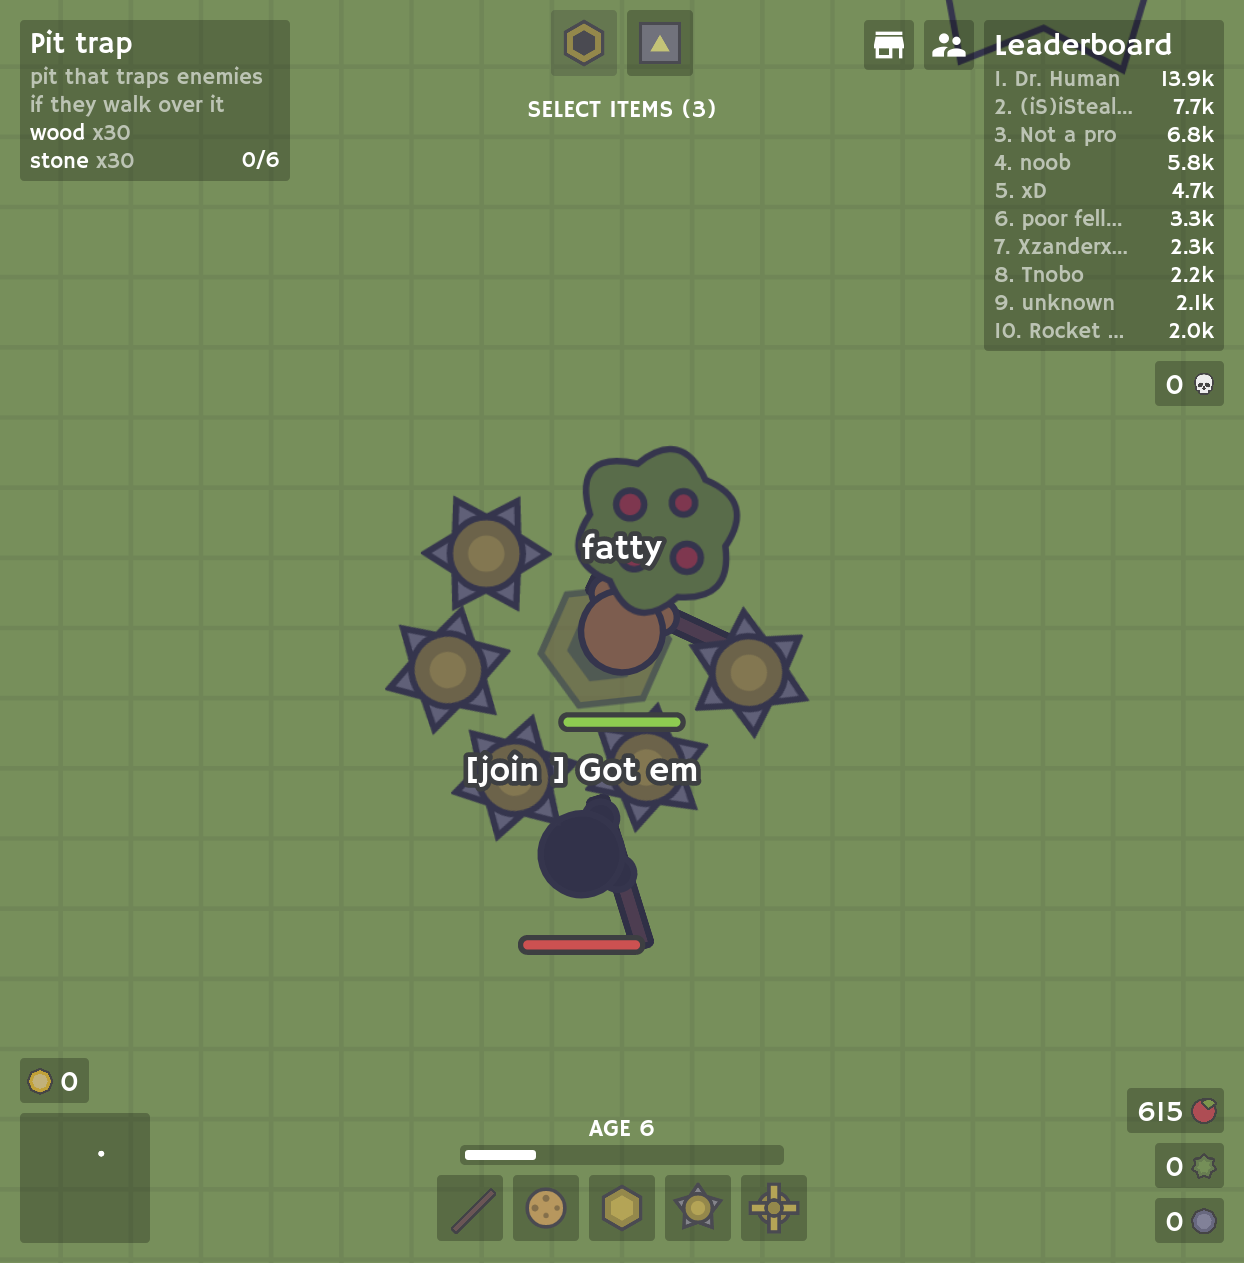 Pit trap
pit that traps enemies
if they walk over it
wood x30
stone x30 0/6
SELECT ITEMS (3)
Leaderboard
1. Dr. Human 13.9k
2. (iS)iSteal... 7.7k
3. Not a pro 6.8k
4. noob 5.8k
5. xD 4.7k
6. poor fell... 3.3k
7. Xzanderx... 2.3k
8. Tnobo 2.2k
9. unknown 2.1k
10. Rocket ... 2.0k
0
fatty
[join ] Got em
0
AGE 6
615
0
0